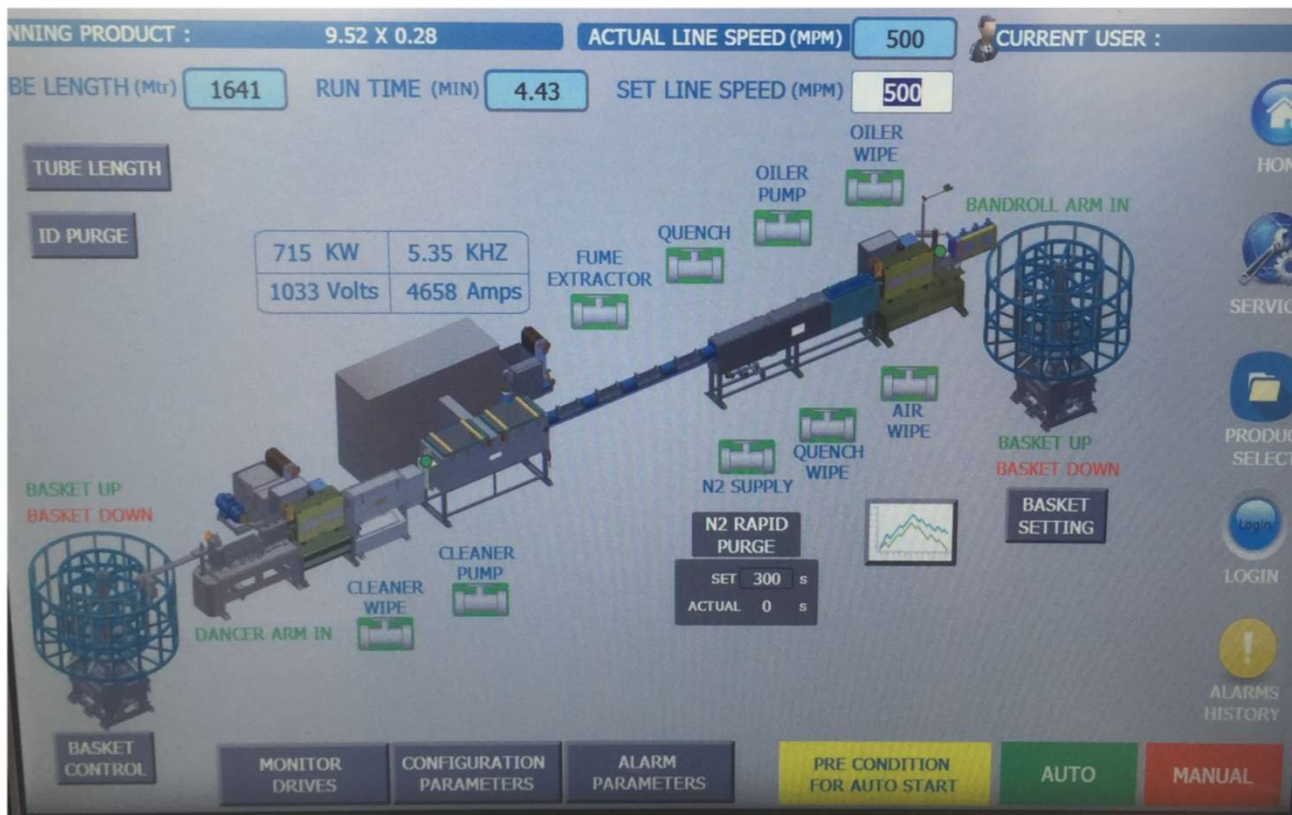 NNING PRODUCT : 9.52 X 0.28 ACTUAL LINE SPEED (MPM) 500 CURRENT USER :
BE LENGTH (Mtr) 1641 RUN TIME (MIN) 4.43 SET LINE SPEED (MPM) 500
TUBE LENGTH
ID PURGE
715 KW 5.35 KHZ
1033 Volts 4658 Amps
FUME
EXTRACTOR
QUENCH
OILER
PUMP
OILER
WIPE
BANDROLL ARM IN
HOM
SERVIC
AIR
WIPE
QUENCH
WIPE
N2 SUPPLY
BASKET UP
BASKET DOWN
BASKET
SETTING
PRODUC
SELECT
BASKET UP
BASKET DOWN
N2 RAPID
PURGE
SET 300 s
ACTUAL 0 s
Login
LOGIN
CLEANER
PUMP
CLEANER
WIPE
DANCER ARM IN
ALARMS
HISTORY
BASKET
CONTROL
MONITOR
DRIVES
CONFIGURATION
PARAMETERS
ALARM
PARAMETERS
PRE CONDITION
FOR AUTO START
AUTO
MANUAL